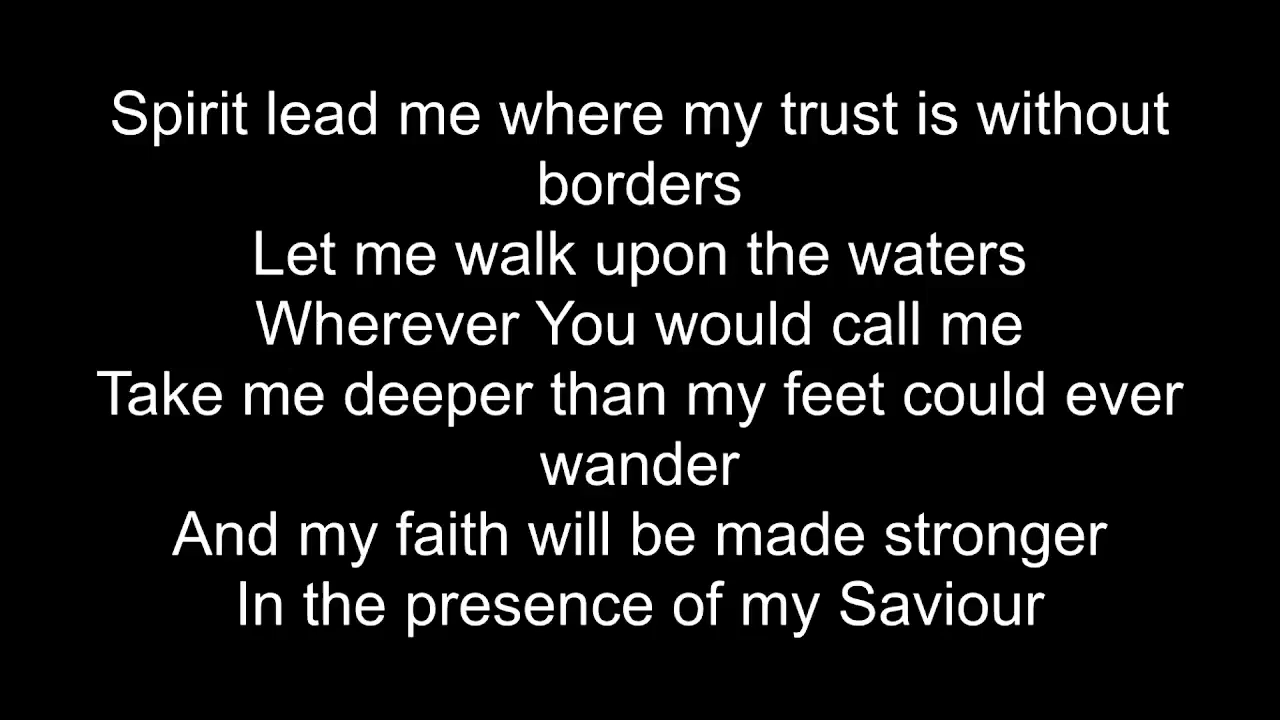 Spirit lead me where my trust is without
borders
Let me walk upon the waters
Wherever You would call me
Take me deeper than my feet could ever
wander
And my faith will be made stronger
In the presence of my Saviour